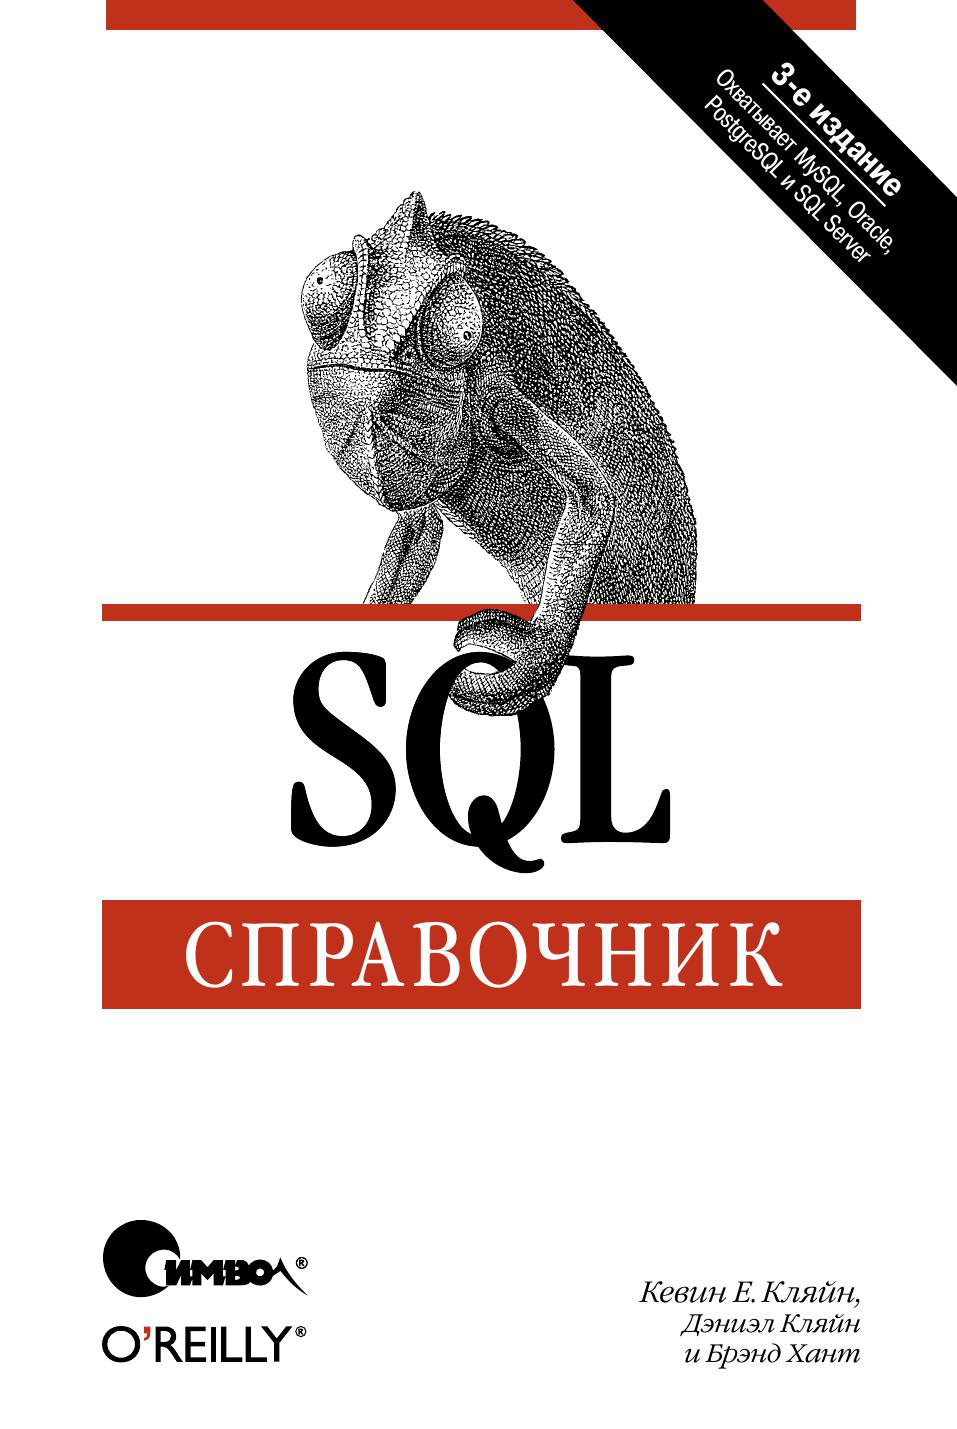 3-е издание
Охватывает MySQL, Oracle,
PostgreSQL и SQL Server
SQL
СПРАВОЧНИК
Символ®
O'REILLY®
Кевин Е. Кляйн,
Дэниэл Кляйн
и Брэнд Хант